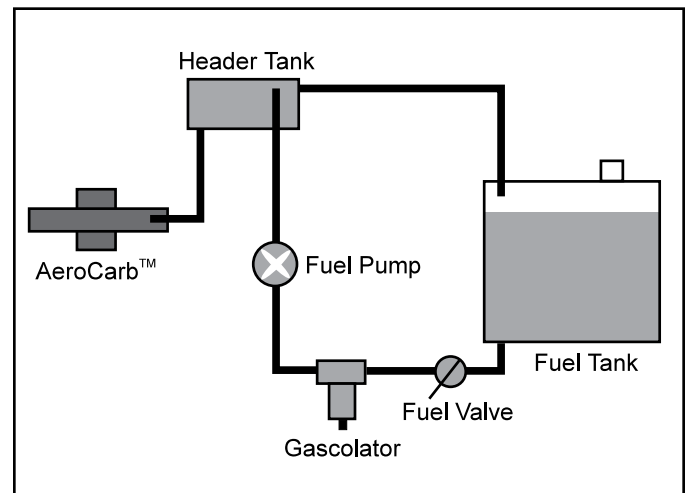 Header Tank
AeroCarb™
Fuel Pump
Fuel Tank
Fuel Valve
Gascolator